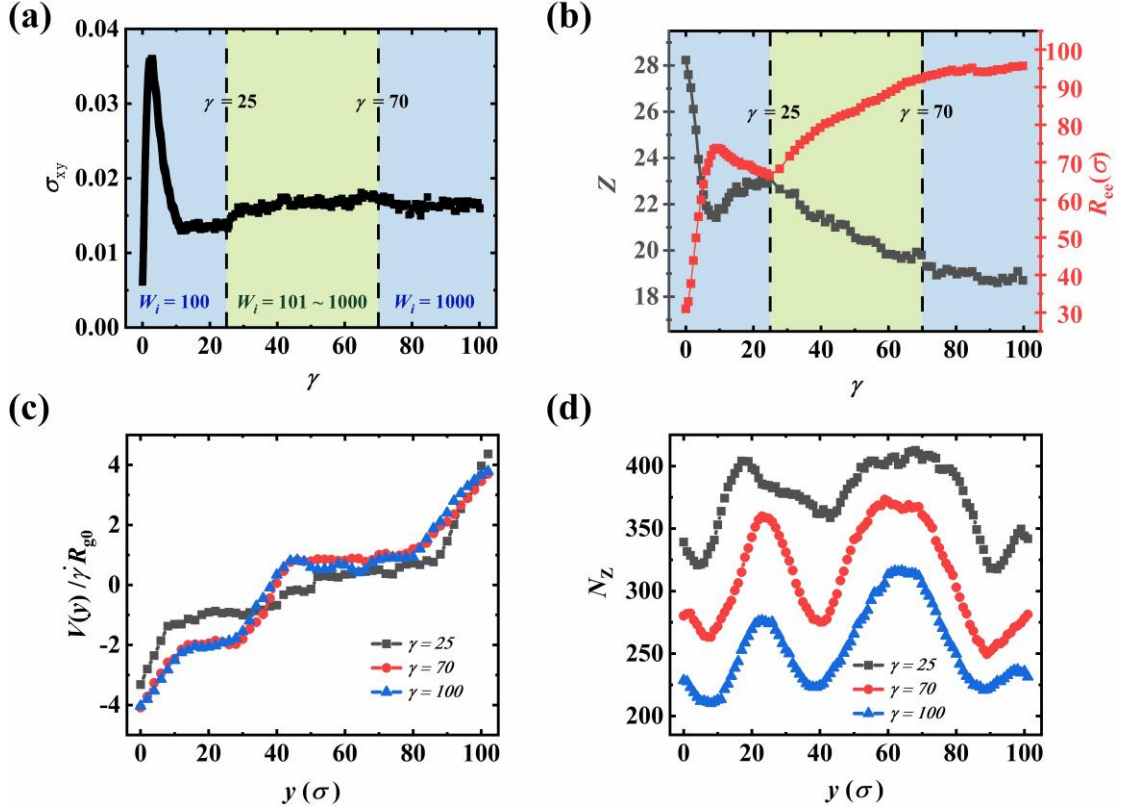 (a)
0.04
0.03
0.02
0.01
0.00
σxy
γ = 25
γ = 70
Wi = 100
Wi = 101 ~ 1000
Wi = 1000
0 20 40 60 80 100
γ
(b)
28
26
24
22
20
18
Z
γ = 25
γ = 70
100
90
80
70
60
50
40
30
Ree(σ)
0 20 40 60 80 100
γ
(c)
4
2
0
-2
-4
V(y) / γ̇ Rg0
γ = 25
γ = 70
γ = 100
0 20 40 60 80 100
y (σ)
(d)
400
350
300
250
200
NZ
γ = 25
γ = 70
γ = 100
0 20 40 60 80 100
y (σ)